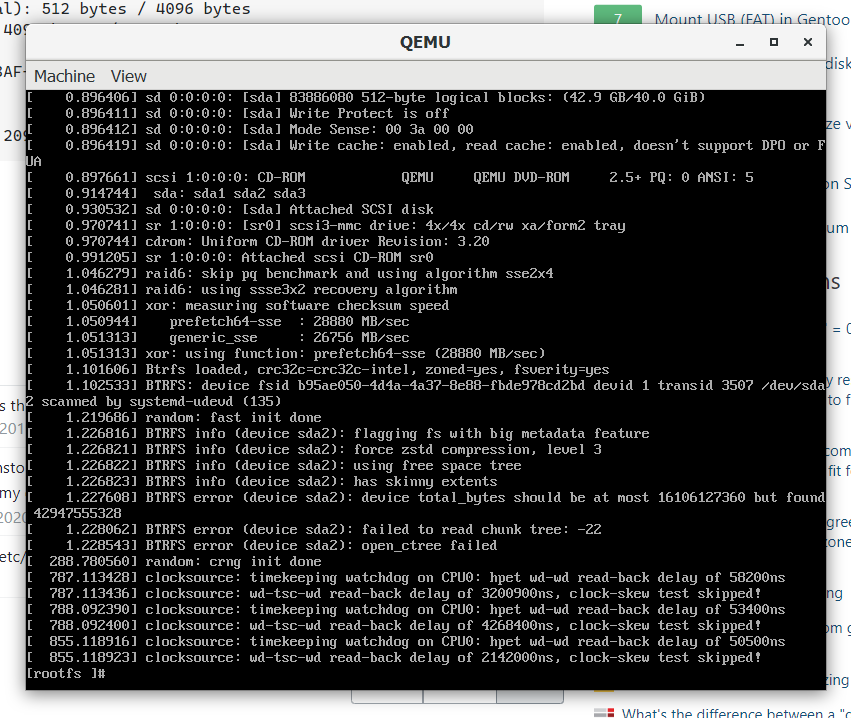 al): 512 bytes / 4096 bytes
7
Mount USB (FAT) in Gentoo
QEMU
Machine View
[    0.896406] sd 0:0:0:0: [sda] 83886080 512-byte logical blocks: (42.9 GB/40.0 GiB)
[    0.896411] sd 0:0:0:0: [sda] Write Protect is off
[    0.896412] sd 0:0:0:0: [sda] Mode Sense: 00 3a 00 00
[    0.896419] sd 0:0:0:0: [sda] Write cache: enabled, read cache: enabled, doesn't support DPO or F
UA
[    0.897661] scsi 1:0:0:0: CD-ROM            QEMU     QEMU DVD-ROM     2.5+ PQ: 0 ANSI: 5
[    0.914744]  sda: sda1 sda2 sda3
[    0.930532] sd 0:0:0:0: [sda] Attached SCSI disk
[    0.970741] sr 1:0:0:0: [sr0] scsi3-mmc drive: 4x/4x cd/rw xa/form2 tray
[    0.970744] cdrom: Uniform CD-ROM driver Revision: 3.20
[    0.991205] sr 1:0:0:0: Attached scsi CD-ROM sr0
[    1.046279] raid6: skip pq benchmark and using algorithm sse2x4
[    1.046281] raid6: using ssse3x2 recovery algorithm
[    1.050601] xor: measuring software checksum speed
[    1.050944]    prefetch64-sse  : 28880 MB/sec
[    1.051313]    generic_sse     : 26756 MB/sec
[    1.051313] xor: using function: prefetch64-sse (28880 MB/sec)
[    1.101606] Btrfs loaded, crc32c=crc32c-intel, zoned=yes, fsverity=yes
[    1.102533] BTRFS: device fsid b95ae050-4d4a-4a37-8e88-fbde978cd2bd devid 1 transid 3507 /dev/sda
2 scanned by systemd-udevd (135)
[    1.219686] random: fast init done
[    1.226816] BTRFS info (device sda2): flagging fs with big metadata feature
[    1.226821] BTRFS info (device sda2): force zstd compression, level 3
[    1.226822] BTRFS info (device sda2): using free space tree
[    1.226823] BTRFS info (device sda2): has skinny extents
[    1.227608] BTRFS error (device sda2): device total_bytes should be at most 16106127360 but found
 42947555328
[    1.228062] BTRFS error (device sda2): failed to read chunk tree: -22
[    1.228543] BTRFS error (device sda2): open_ctree failed
[  288.780560] random: crng init done
[  787.113428] clocksource: timekeeping watchdog on CPU0: hpet wd-wd read-back delay of 58200ns
[  787.113436] clocksource: wd-tsc-wd read-back delay of 3200900ns, clock-skew test skipped!
[  788.092390] clocksource: timekeeping watchdog on CPU0: hpet wd-wd read-back delay of 53400ns
[  788.092400] clocksource: wd-tsc-wd read-back delay of 4268400ns, clock-skew test skipped!
[  855.118916] clocksource: timekeeping watchdog on CPU0: hpet wd-wd read-back delay of 50500ns
[  855.118923] clocksource: wd-tsc-wd read-back delay of 2142000ns, clock-skew test skipped!
[rootfs ]#
What's the difference between a "c